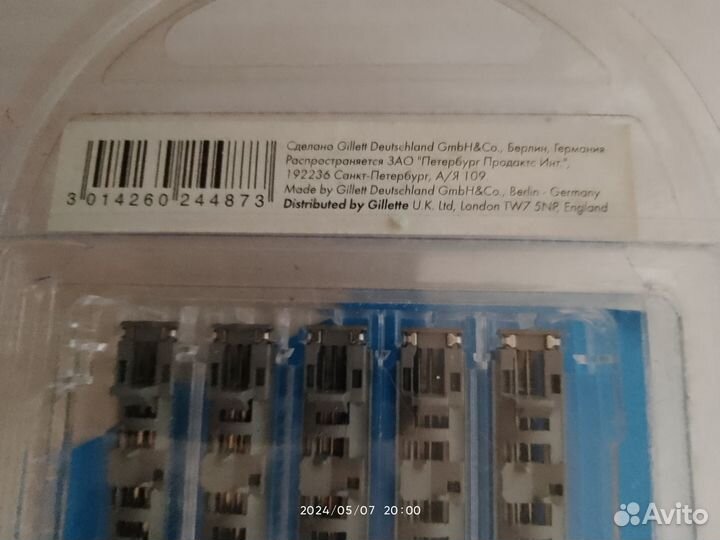 Сделано Gillett Deutschland GmbH&Co., Берлин, Германия
Распространяется ЗАО "Петербург Продактс Инт.",
192236 Санкт-Петербург, А/Я 109
Made by Gillett Deutschland GmbH&Co., Berlin - Germany
Distributed by Gillette U.K. Ltd, London TW7 5NP, England
3 014260 244873
2024/05/07 20:00
Avito